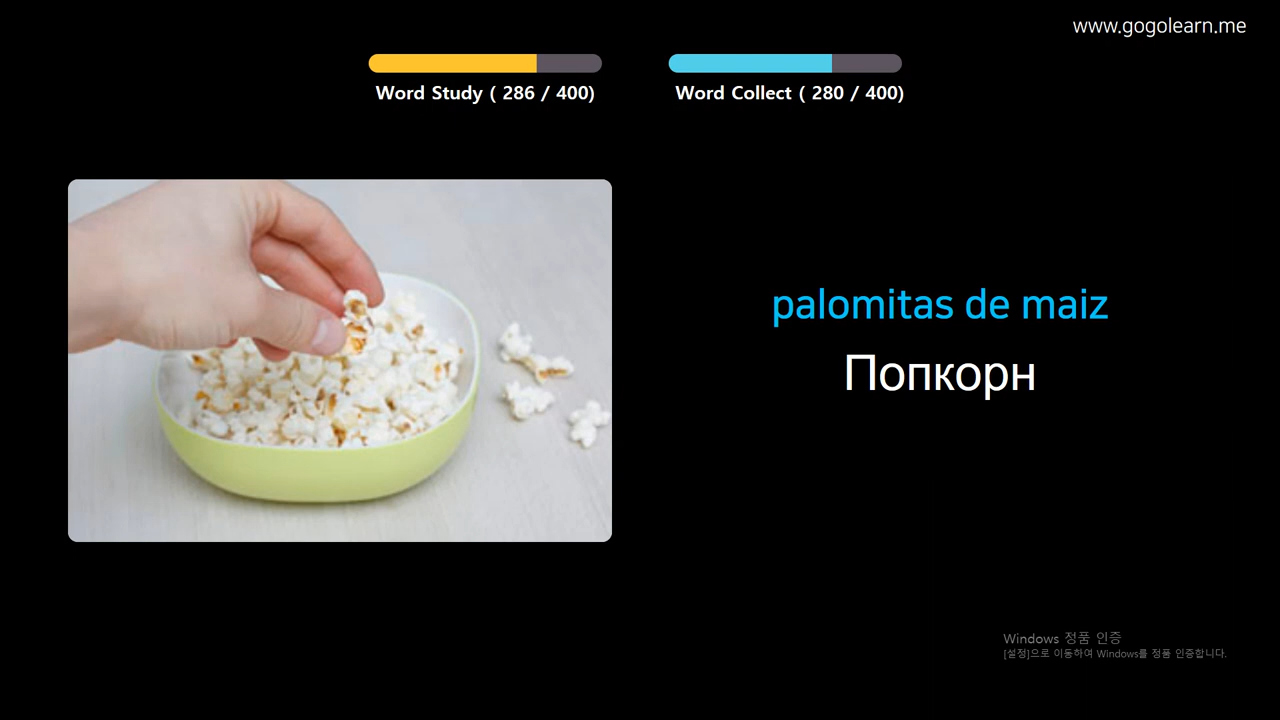 www.gogolearn.me
Word Study ( 286 / 400)
Word Collect ( 280 / 400)
palomitas de maiz
Попкорн
Windows 정품 인증
[설정]으로 이동하여 Windows를 정품 인증합니다.